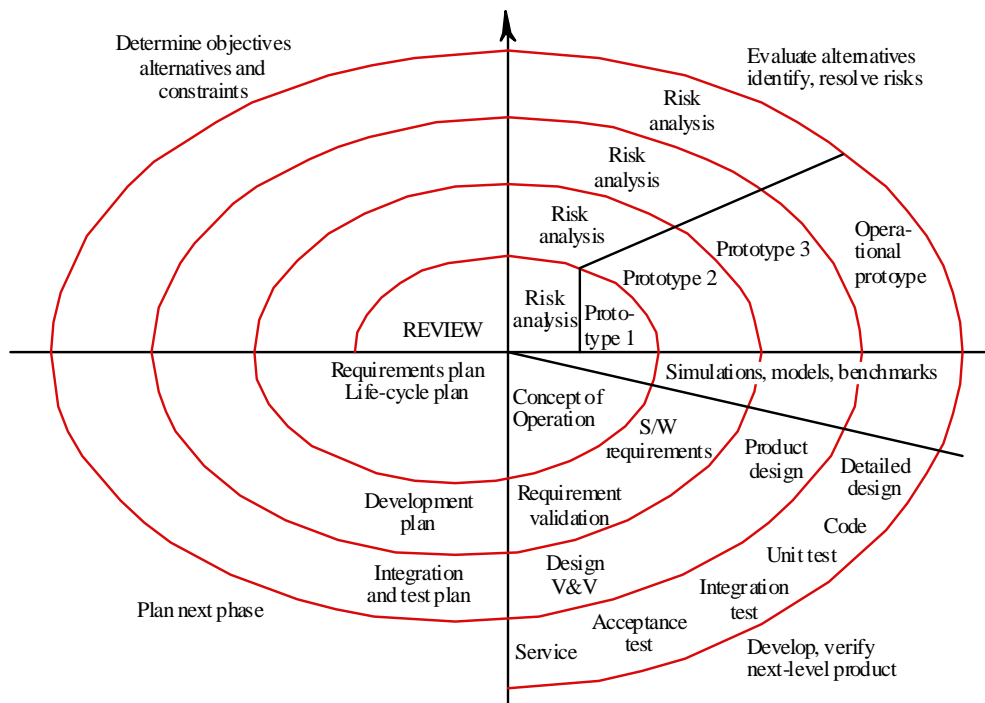 Determine objectives
alternatives and
constraints
Evaluate alternatives
identify, resolve risks
Risk
analysis
Risk
analysis
Risk
analysis
Risk
analysis
Proto-
type 1
Prototype 2
Prototype 3
Opera-
tional
protoype
REVIEW
Requirements plan
Life-cycle plan
Simulations, models, benchmarks
Concept of
Operation
S/W
requirements
Product
design
Detailed
design
Development
plan
Requirement
validation
Code
Unit test
Integration
and test plan
Design
V&V
Integration
test
Plan next phase
Acceptance
test
Service
Develop, verify
next-level product